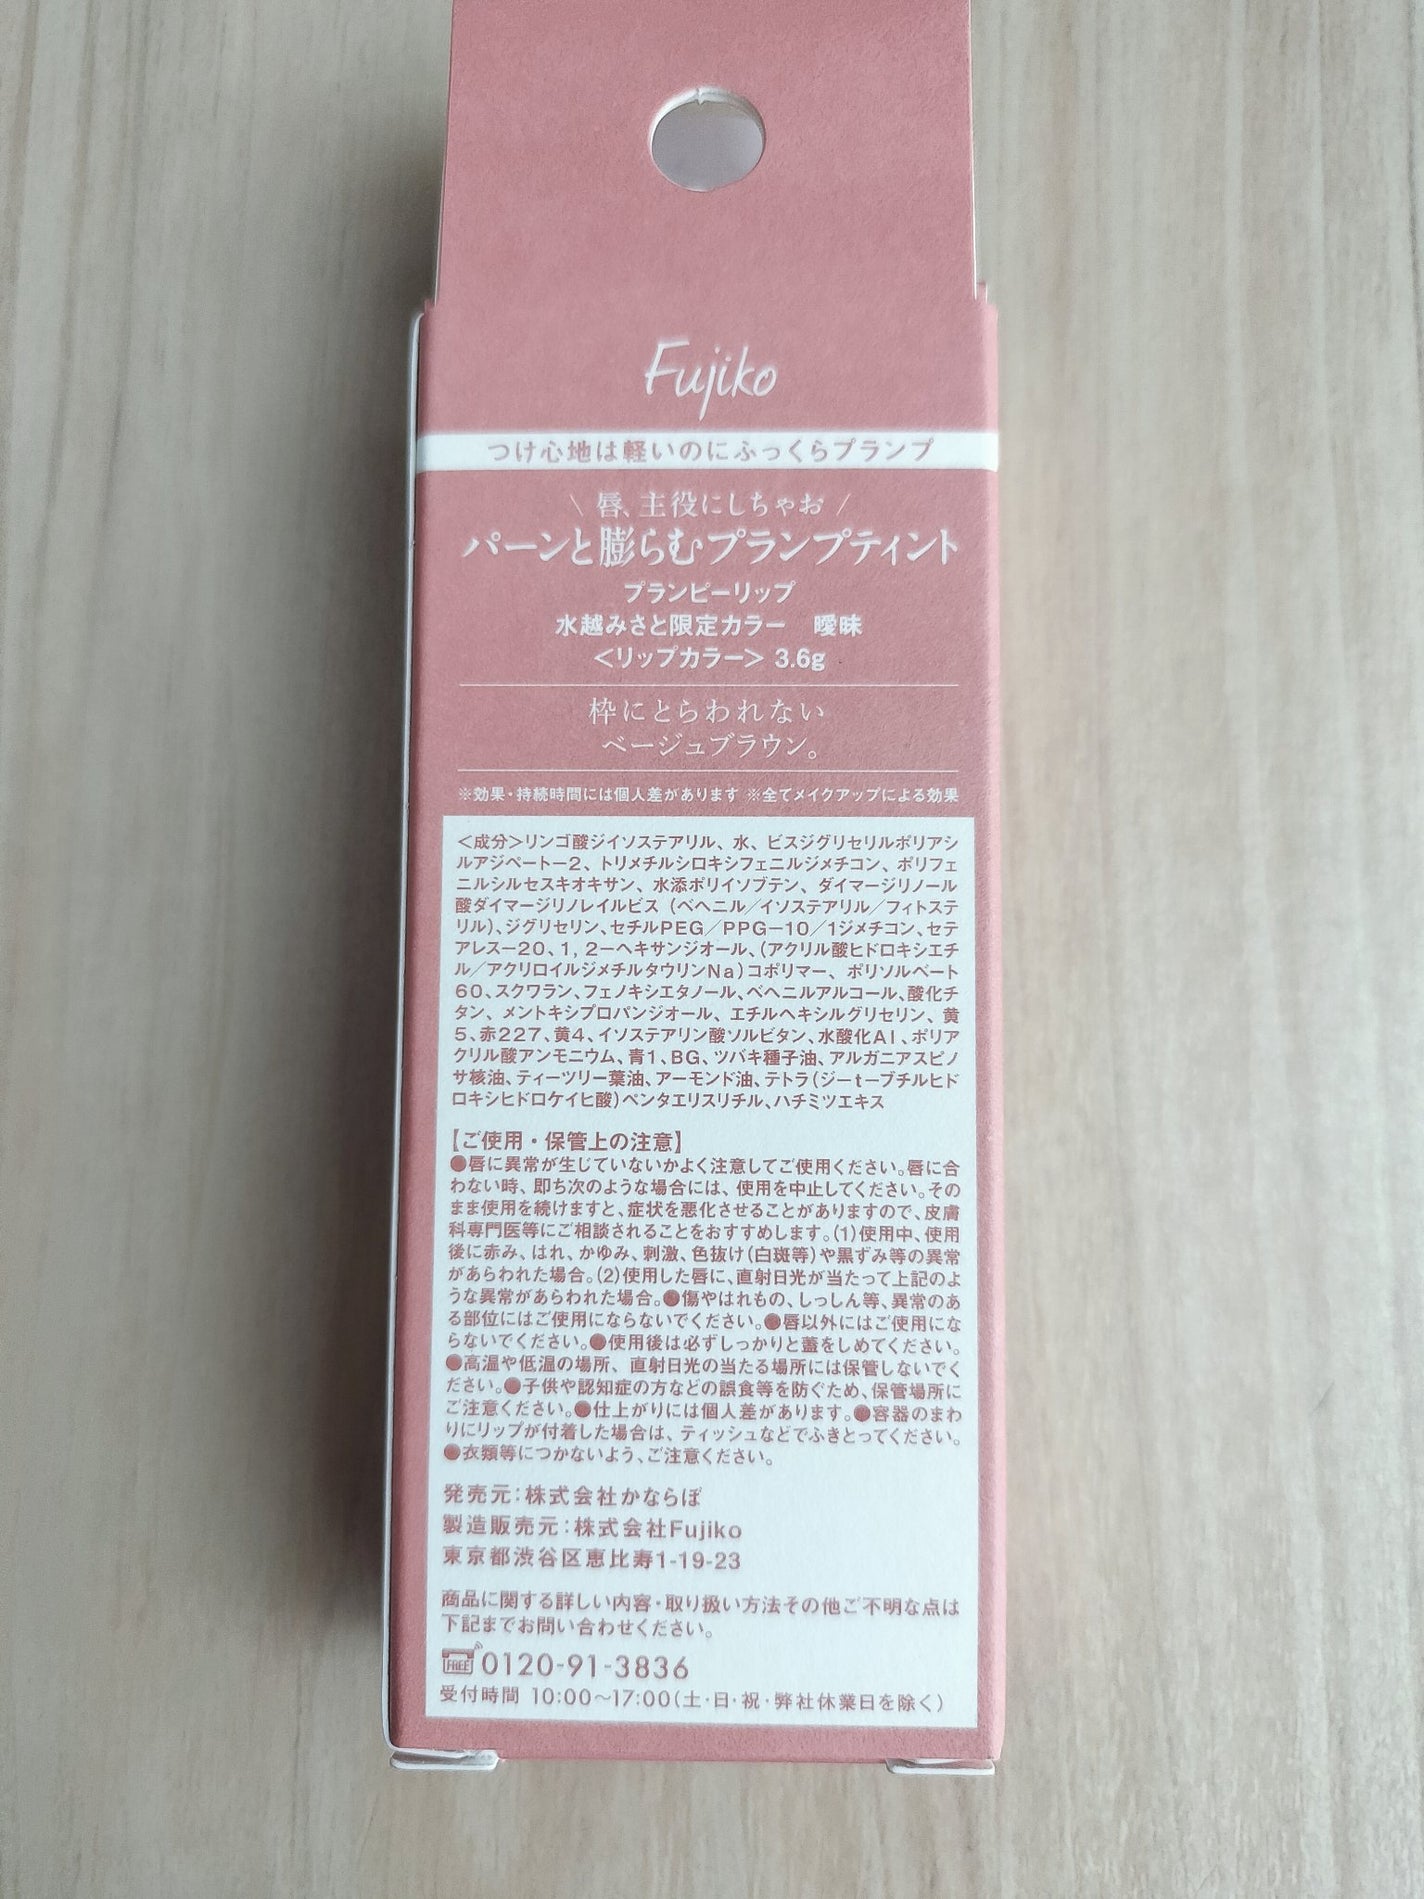 Fujiko
つけ心地は軽いのにふっくらプランプ
\ 唇、主役にしちゃお /
パーンと膨らむプランプティント
プランピーリップ
水越みさと限定カラー　曖昧
＜リップカラー＞ 3.6g
枠にとらわれない
ベージュブラウン。
※効果・持続時間には個人差があります ※全てメイクアップによる効果
＜成分＞リンゴ酸ジイソステアリル、水、ビスジグリセリルポリアシ
ルアジペートー2、トリメチルシロキシフェニルジメチコン、ポリフェ
ニルシルセスキオキサン、水添ポリイソブテン、ダイマージリノール
酸ダイマージリノレイルビス（ベヘニル／イソステアリル／フィトステ
リル）、ジグリセリン、セチルPEG／PPG－10／1ジメチコン、セテ
アレスー20、1，2ーヘキサンジオール、（アクリル酸ヒドロキシエチ
ル／アクリロイルジメチルタウリンNa）コポリマー、ポリソルベート
60、スクワラン、フェノキシエタノール、ベヘニルアルコール、酸化チ
タン、メントキシプロパンジオール、エチルヘキシルグリセリン、黄
5、赤227、黄4、イソステアリン酸ソルビタン、水酸化Al、ポリア
クリル酸アンモニウム、青1、BG、ツバキ種子油、アルガニアスピノ
サ核油、ティーツリー葉油、アーモンド油、テトラ（ジーtーブチルヒド
ロキシヒドロケイヒ酸）ペンタエリスリチル、ハチミツエキス
【ご使用・保管上の注意】
●唇に異常が生じていないかよく注意してご使用ください。唇に合
わない時、即ち次のような場合には、使用を中止してください。その
まま使用を続けますと、症状を悪化させることがありますので、皮膚
科専門医等にご相談されることをおすすめします。（1）使用中、使用
後に赤み、はれ、かゆみ、刺激、色抜け（白斑等）や黒ずみ等の異常
があらわれた場合。（2）使用した唇に、直射日光が当たって上記のよ
うな異常があらわれた場合。●傷やはれもの、しっしん等、異常のあ
る部位にはご使用にならないでください。●唇以外にはご使用にな
らないでください。●使用後は必ずしっかりと蓋をしめてください。
●高温や低温の場所、直射日光の当たる場所には保管しないでく
ださい。●子供や認知症の方などの誤食等を防ぐため、保管場所に
ご注意ください。●仕上がりには個人差があります。●容器のまわ
りにリップが付着した場合は、ティッシュなどでふきとってください。
●衣類等につかないよう、ご注意ください。
発売元：株式会社かならぼ
製造販売元：株式会社Fujiko
東京都渋谷区恵比寿1-19-23
商品に関する詳しい内容・取り扱い方法その他ご不明な点は
下記までお問い合わせください。
FREE 0120-91-3836
受付時間 10:00～17:00（土・日・祝・弊社休業日を除く）